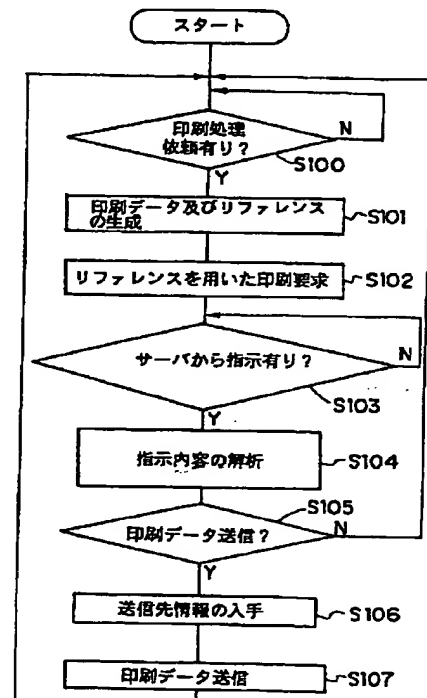 スタート
印刷処理
依頼有り?
N
S100
Y
印刷データ及びリファレンス
の生成
S101
リファレンスを用いた印刷要求
S102
サーバから指示有り?
N
S103
Y
指示内容の解析
S104
S105
印刷データ送信?
N
Y
送信先情報の入手
S106
印刷データ送信
S107